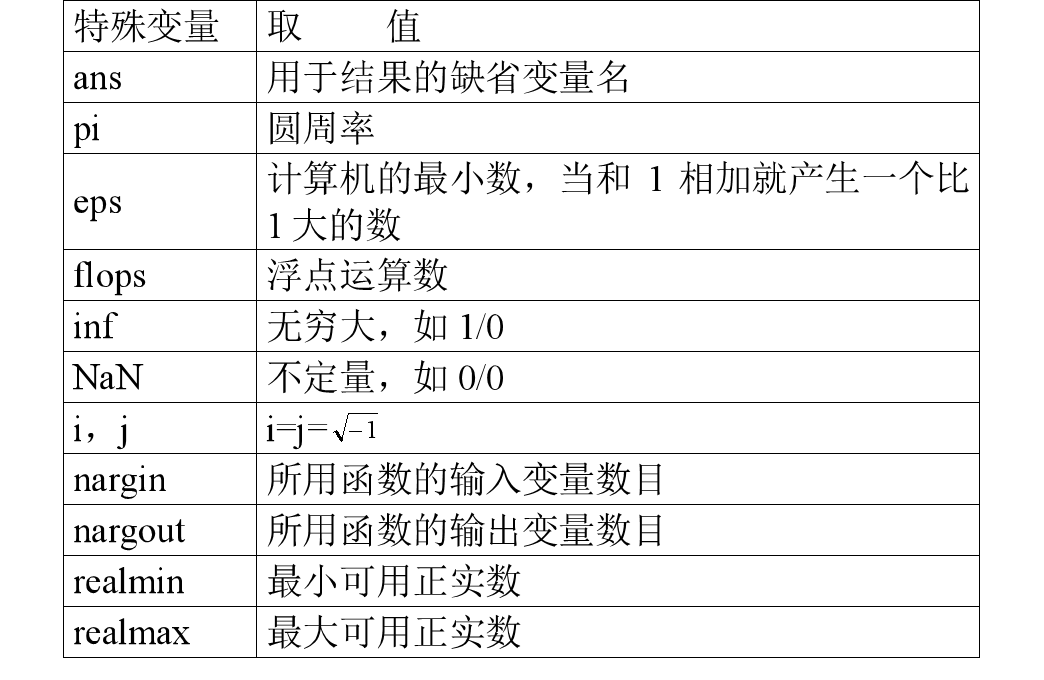 特殊变量 取 值
ans 用于结果的缺省变量名
pi 圆周率
eps 计算机的最小数，当和 1 相加就产生一个比
1大的数
flops 浮点运算数
inf 无穷大，如 1/0
NaN 不定量，如 0/0
i，j i=j=√-1
nargin 所用函数的输入变量数目
nargout 所用函数的输出变量数目
realmin 最小可用正实数
realmax 最大可用正实数